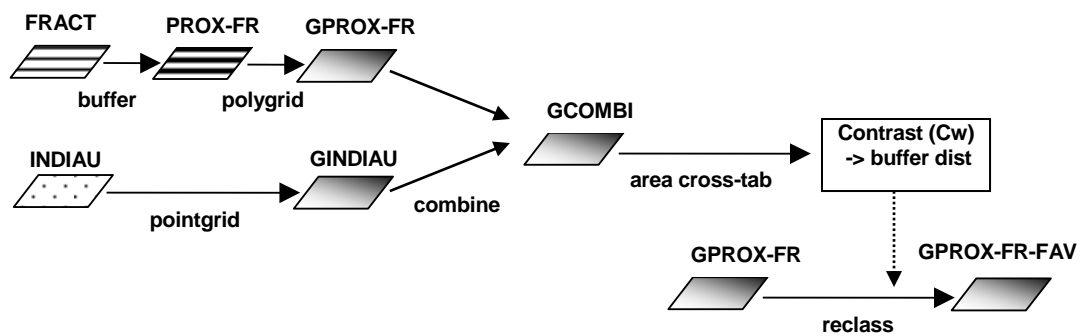 FRACT PROX-FR GPROX-FR
buffer polygrid
GCOMBI
Contrast (Cw)
-> buffer dist
INDIAU GINDIAU
area cross-tab
pointgrid combine
GPROX-FR GPROX-FR-FAV
reclass